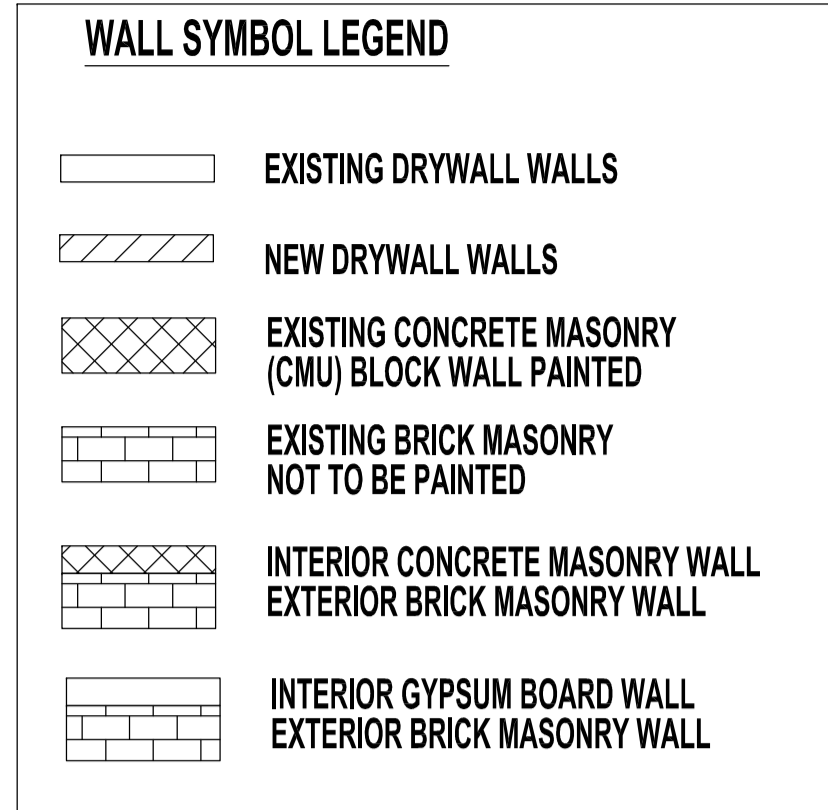 WALL SYMBOL LEGEND
EXISTING DRYWALL WALLS
NEW DRYWALL WALLS
EXISTING CONCRETE MASONRY
(CMU) BLOCK WALL PAINTED
EXISTING BRICK MASONRY
NOT TO BE PAINTED
INTERIOR CONCRETE MASONRY WALL
EXTERIOR BRICK MASONRY WALL
INTERIOR GYPSUM BOARD WALL
EXTERIOR BRICK MASONRY WALL